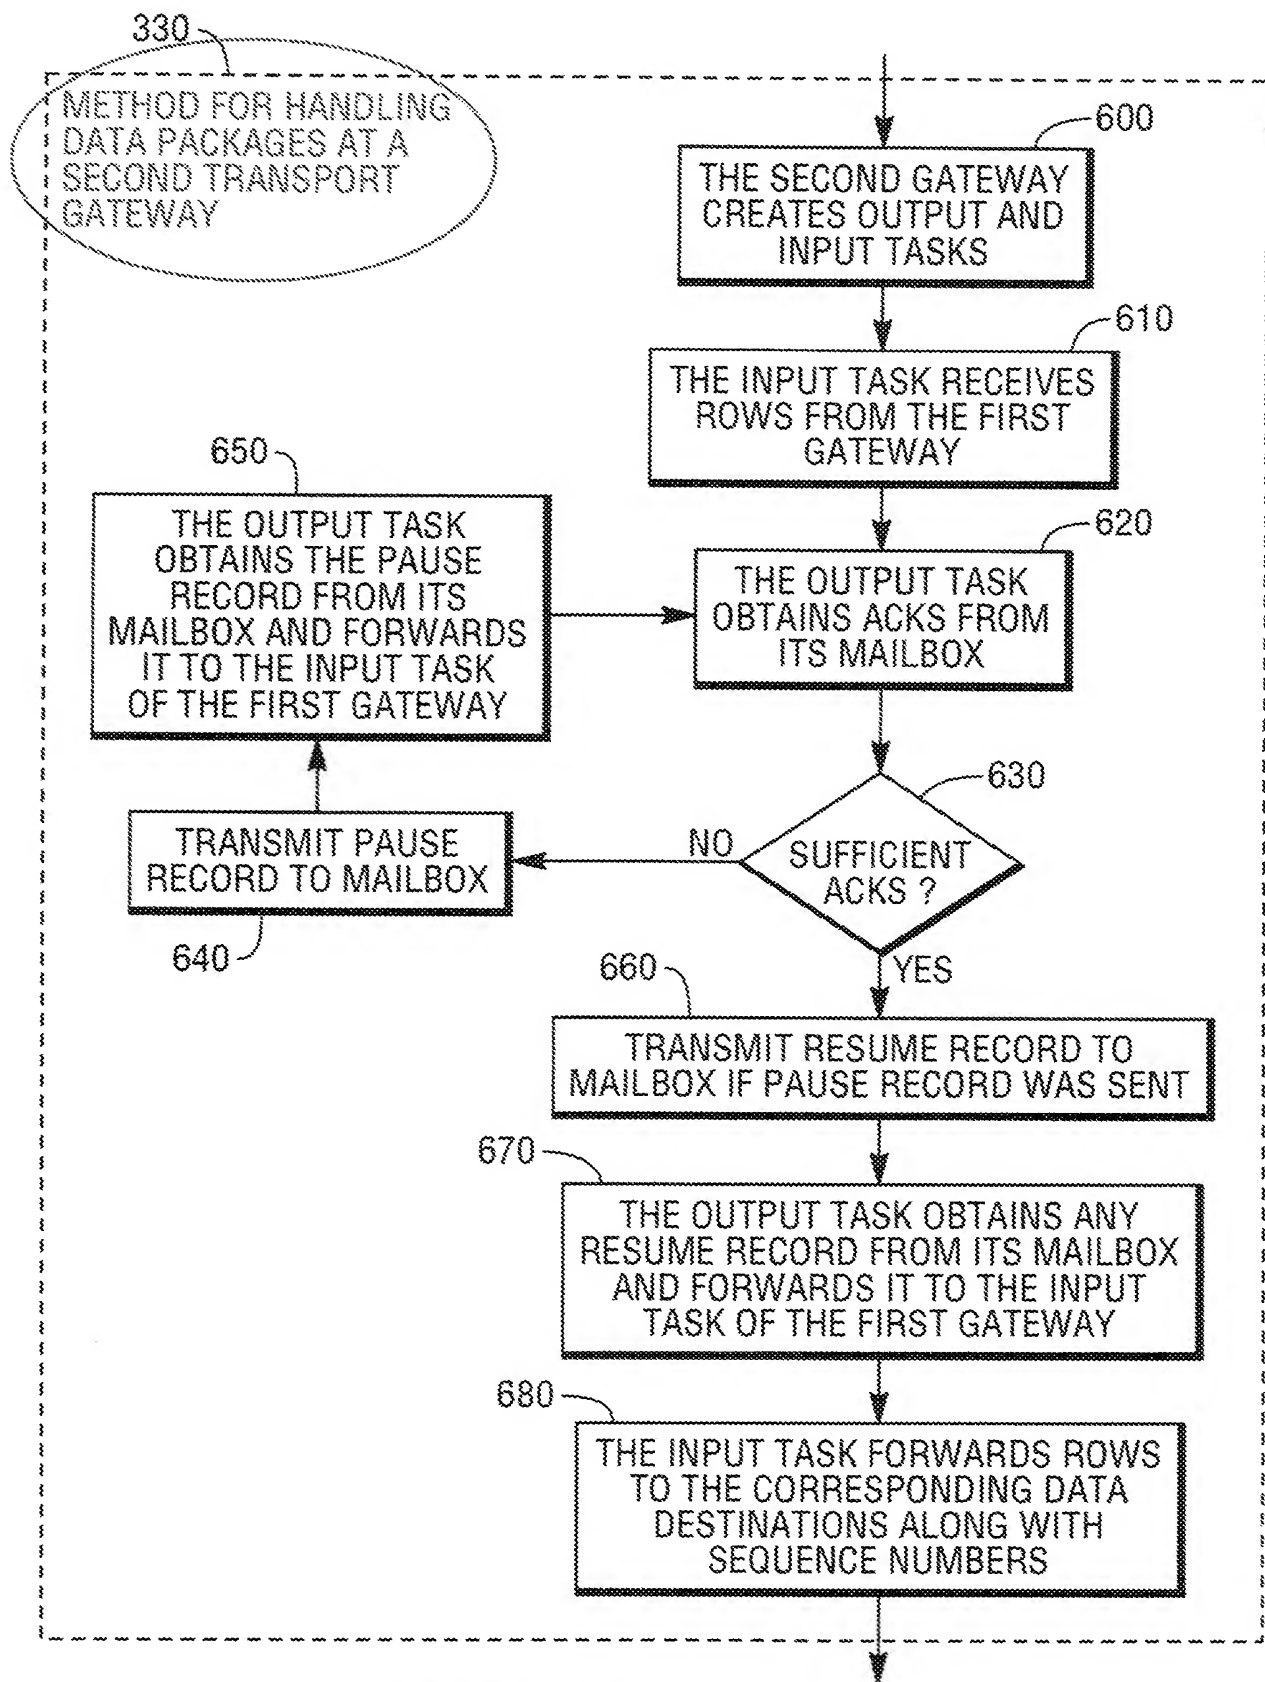 330
METHOD FOR HANDLING
DATA PACKAGES AT A
SECOND TRANSPORT
GATEWAY
600
THE SECOND GATEWAY
CREATES OUTPUT AND
INPUT TASKS
610
THE INPUT TASK RECEIVES
ROWS FROM THE FIRST
GATEWAY
650
THE OUTPUT TASK
OBTAINS THE PAUSE
RECORD FROM ITS
MAILBOX AND FORWARDS
IT TO THE INPUT TASK
OF THE FIRST GATEWAY
620
THE OUTPUT TASK
OBTAINS ACKS FROM
ITS MAILBOX
630
SUFFICIENT
ACKS ?
NO
TRANSMIT PAUSE
RECORD TO MAILBOX
640
YES
660
TRANSMIT RESUME RECORD TO
MAILBOX IF PAUSE RECORD WAS SENT
670
THE OUTPUT TASK OBTAINS ANY
RESUME RECORD FROM ITS MAILBOX
AND FORWARDS IT TO THE INPUT
TASK OF THE FIRST GATEWAY
680
THE INPUT TASK FORWARDS ROWS
TO THE CORRESPONDING DATA
DESTINATIONS ALONG WITH
SEQUENCE NUMBERS